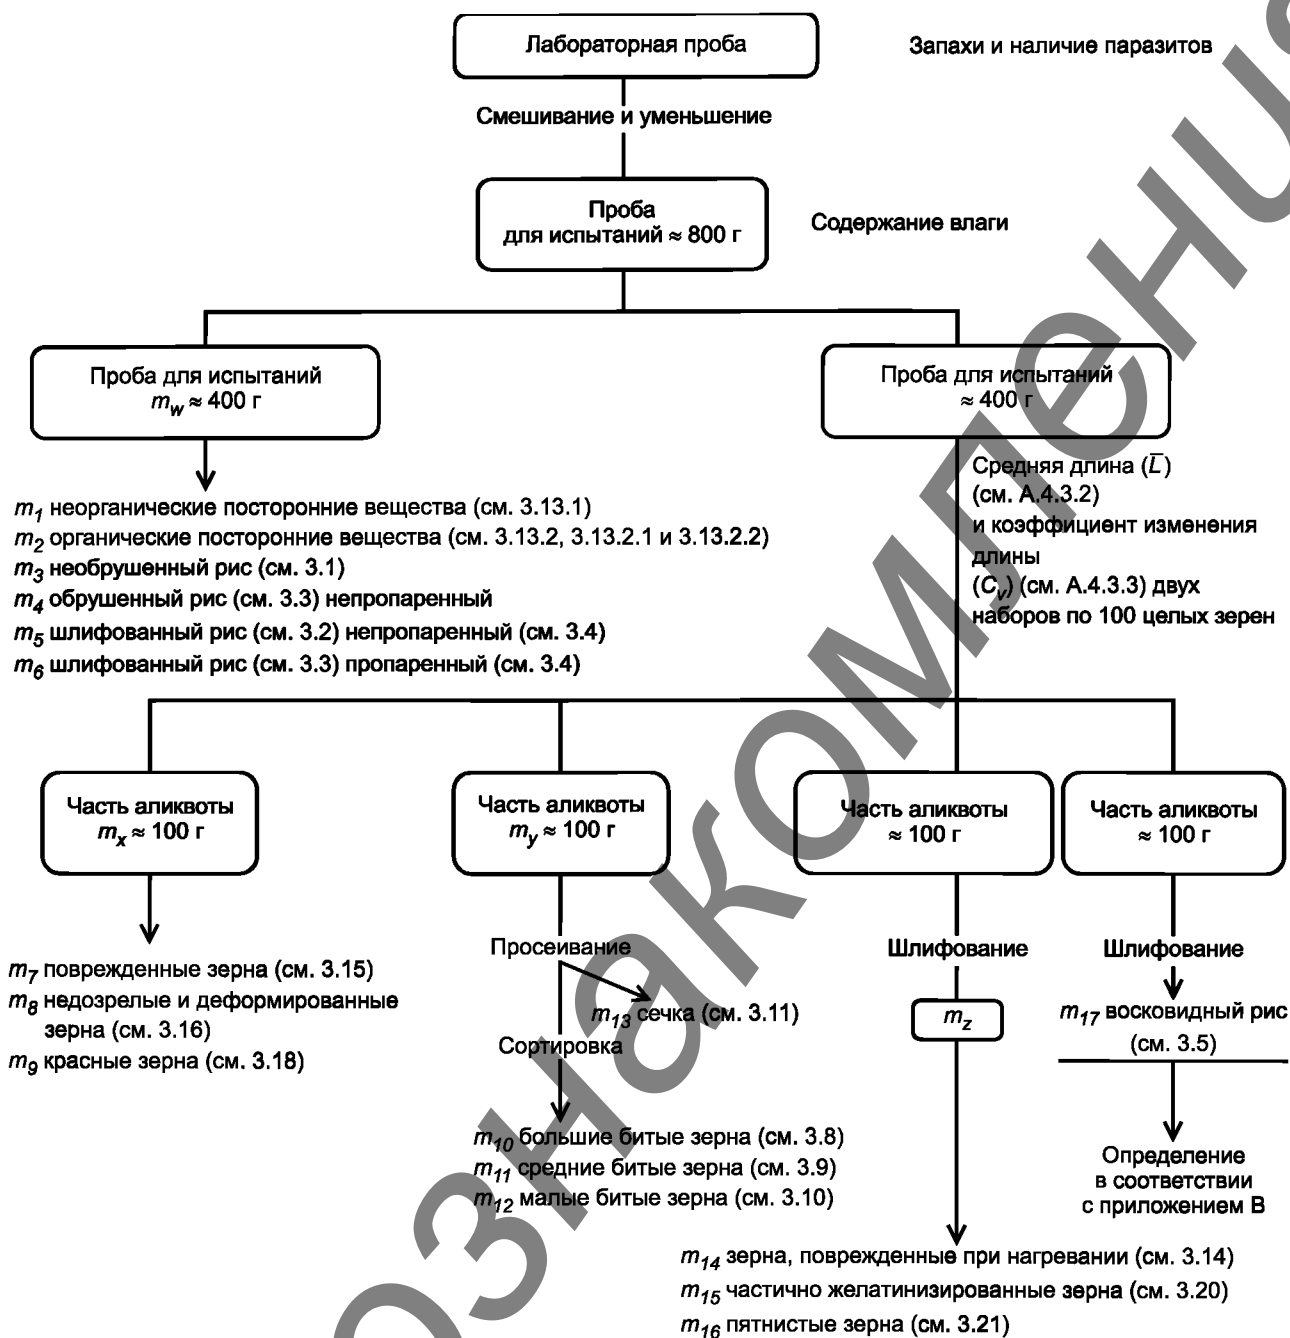 Лабораторная проба
Запахи и наличие паразитов
Смешивание и уменьшение
Проба
для испытаний ≈ 800 г
Содержание влаги
Проба для испытаний
m_w ≈ 400 г
Проба для испытаний
≈ 400 г
m_1 неорганические посторонние вещества (см. 3.13.1)
m_2 органические посторонние вещества (см. 3.13.2, 3.13.2.1 и 3.13.2.2)
m_3 необрушенный рис (см. 3.1)
m_4 обрушенный рис (см. 3.3) непропаренный
m_5 шлифованный рис (см. 3.2) непропаренный (см. 3.4)
m_6 шлифованный рис (см. 3.3) пропаренный (см. 3.4)
Средняя длина (L̅)
(см. А.4.3.2)
и коэффициент изменения
длины
(C_v) (см. А.4.3.3) двух
наборов по 100 целых зерен
Часть аликвоты
m_x ≈ 100 г
Часть аликвоты
m_y ≈ 100 г
Часть аликвоты
≈ 100 г
Часть аликвоты
≈ 100 г
m_7 поврежденные зерна (см. 3.15)
m_8 недозрелые и деформированные
зерна (см. 3.16)
m_9 красные зерна (см. 3.18)
Просеивание
m_13 сечка (см. 3.11)
Сортировка
m_10 большие битые зерна (см. 3.8)
m_11 средние битые зерна (см. 3.9)
m_12 малые битые зерна (см. 3.10)
Шлифование
m_z
m_14 зерна, поврежденные при нагревании (см. 3.14)
m_15 частично желатинизированные зерна (см. 3.20)
m_16 пятнистые зерна (см. 3.21)
Шлифование
m_17 восковидный рис
(см. 3.5)
Определение
в соответствии
с приложением В